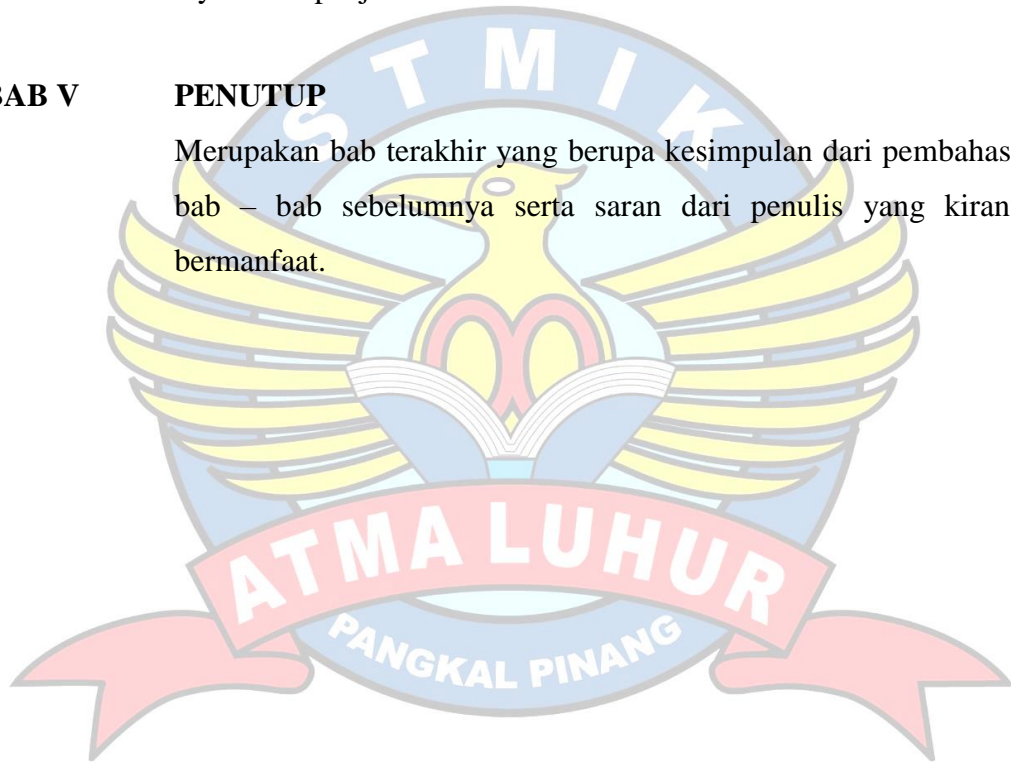 BAB V PENUTUP
Merupakan bab terakhir yang berupa kesimpulan dari pembahas
bab – bab sebelumnya serta saran dari penulis yang kiran
bermanfaat.
STMIK
ATMA LUHUR
PANGKAL PINANG